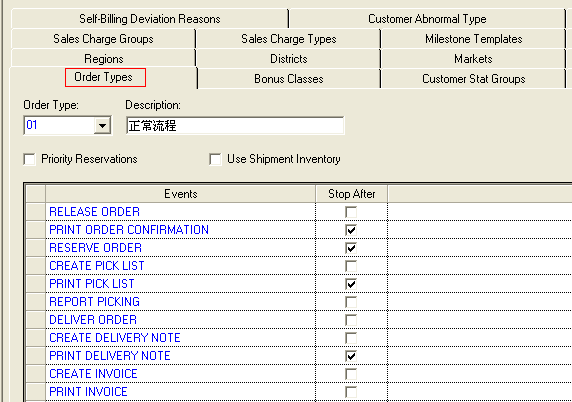 Self-Billing Deviation Reasons Customer Abnormal Type
Sales Charge Groups Sales Charge Types Milestone Templates
Regions Districts Markets
Order Types Bonus Classes Customer Stat Groups
Order Type: Description:
01 正常流程
Priority Reservations Use Shipment Inventory
Events Stop After
RELEASE ORDER
PRINT ORDER CONFIRMATION
RESERVE ORDER
CREATE PICK LIST
PRINT PICK LIST
REPORT PICKING
DELIVER ORDER
CREATE DELIVERY NOTE
PRINT DELIVERY NOTE
CREATE INVOICE
PRINT INVOICE